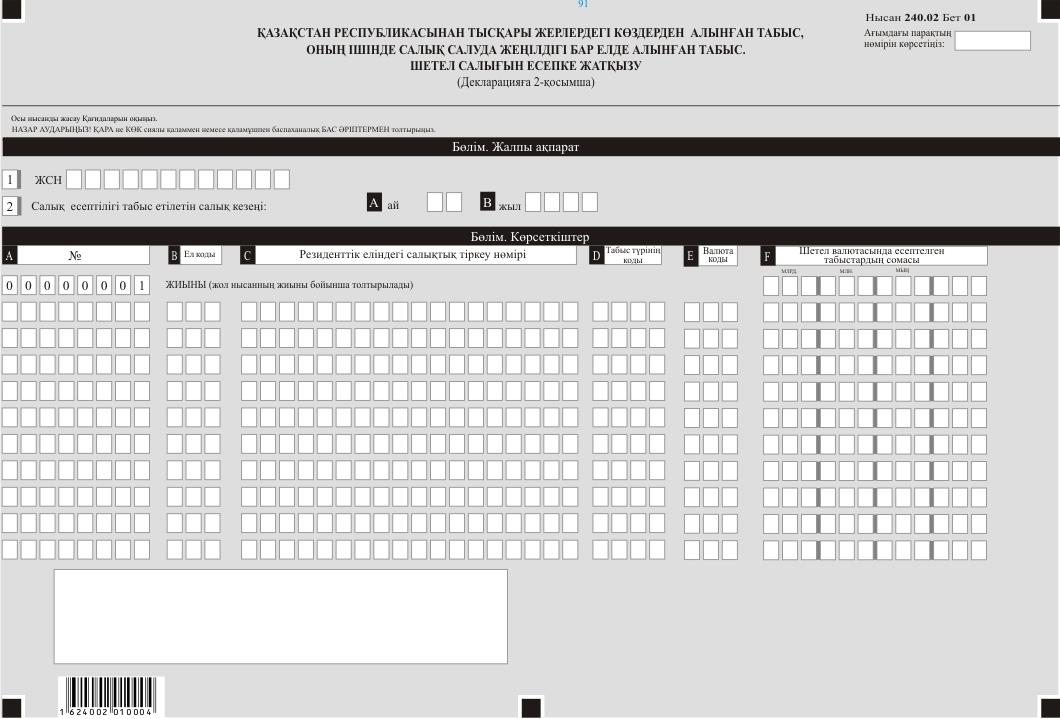 91
Нысан 240.02 Бет 01
ҚАЗАҚСТАН РЕСПУБЛИКАСЫНАН ТЫСҚАРЫ ЖЕРЛЕРДЕГІ КӨЗДЕРДЕН АЛЫНҒАН ТАБЫС,
ОНЫҢ ІШІНДЕ САЛЫҚ САЛУДА ЖЕҢІЛДІГІ БАР ЕЛДЕ АЛЫНҒАН ТАБЫС.
ШЕТЕЛ САЛЫҒЫН ЕСЕПКЕ ЖАТҚЫЗУ
(Декларацияға 2-қосымша)
Ағымдағы парақтың
нөмірін көрсетіңіз:
Осы нысанды жасау Қағидаларын оқыңыз.
НАЗАР АУДАРЫҢЫЗ! ҚАРА не КӨК сиялы қаламмен немесе қаламұшпен баспаханалық БАС ӘРІПТЕРМЕН толтырыңыз.
Бөлім. Жалпы ақпарат
1 ЖСН
2 Салық есептілігі табыс етілетін салық кезеңі: A ай B жыл
Бөлім. Көрсеткіштер
A № B Ел коды C Резиденттік еліндегі салықтық тіркеу нөмірі D Табыс түрінің коды E Валюта коды F Шетел валютасында есептелген табыстардың сомасы
млрд. млн. мың
0 0 0 0 0 0 0 1 ЖИЫНЫ (жол нысанның жиыны бойынша толтырылады)
1 624002 010004